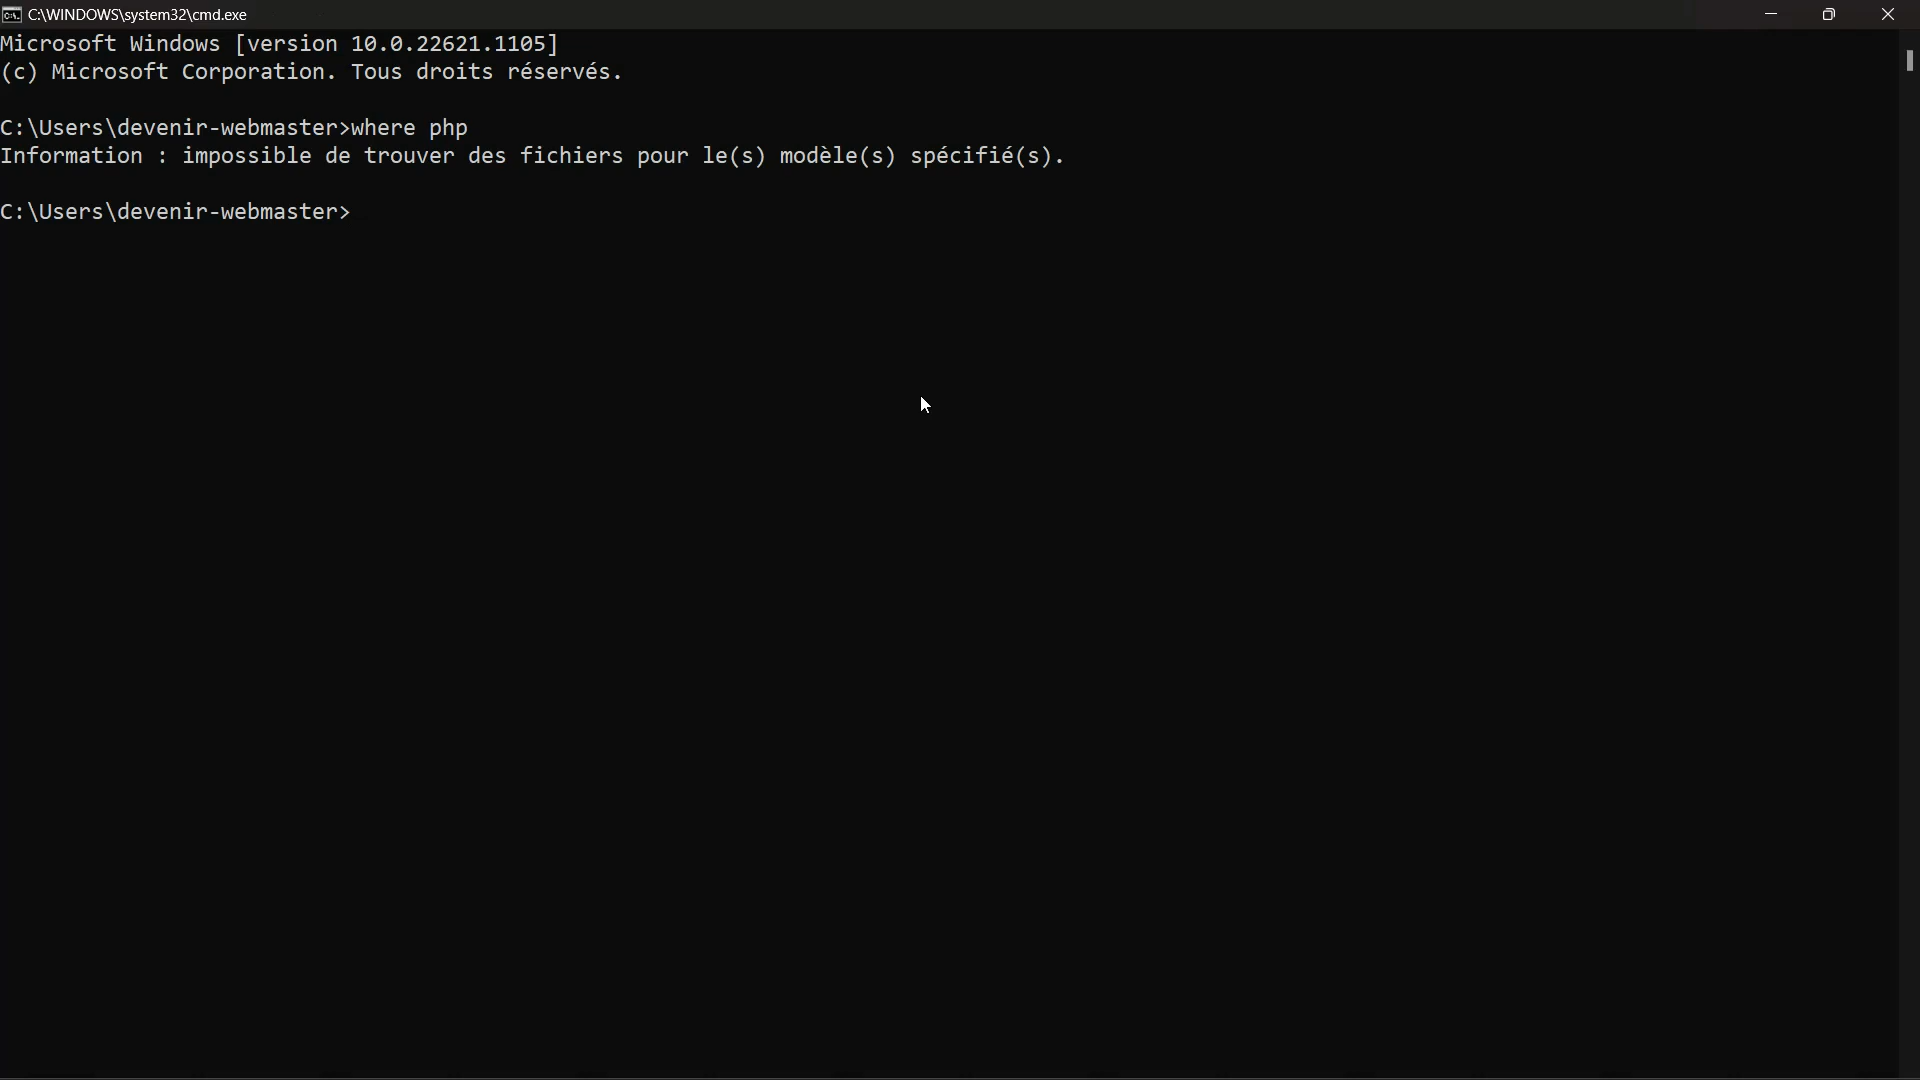 C:\WINDOWS\system32\cmd.exe
Microsoft Windows [version 10.0.22621.1105]
(c) Microsoft Corporation. Tous droits réservés.
C:\Users\devenir-webmaster>where php
Information : impossible de trouver des fichiers pour le(s) modèle(s) spécifié(s).
C:\Users\devenir-webmaster>